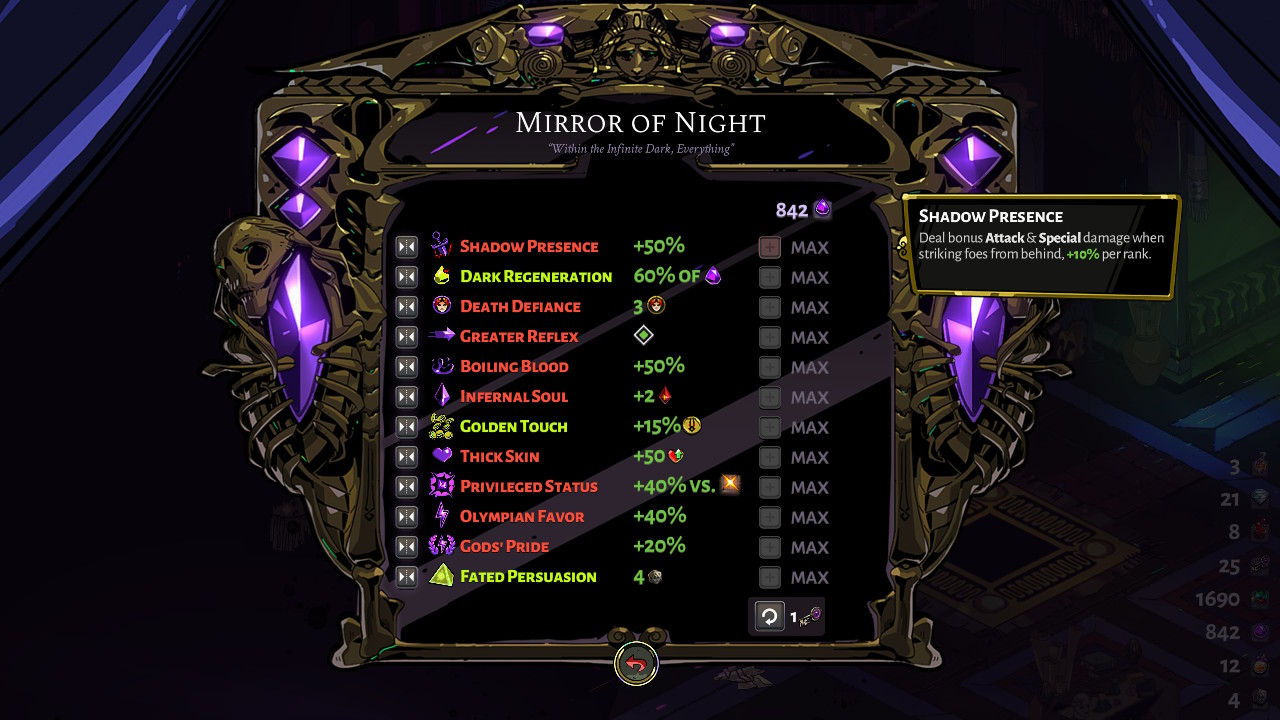 Mirror of Night
"Within the Infinite Dark, Everything"
842
Shadow Presence +50% MAX
Dark Regeneration 60% OF MAX
Death Defiance 3 MAX
Greater Reflex MAX
Boiling Blood +50% MAX
Infernal Soul +2 MAX
Golden Touch +15% MAX
Thick Skin +50 MAX
Privileged Status +40% VS. MAX
Olympian Favor +40% MAX
Gods' Pride +20% MAX
Fated Persuasion 4 MAX
1
Shadow Presence
Deal bonus Attack & Special damage when
striking foes from behind, +10% per rank.
3
21
8
25
1690
842
12
4